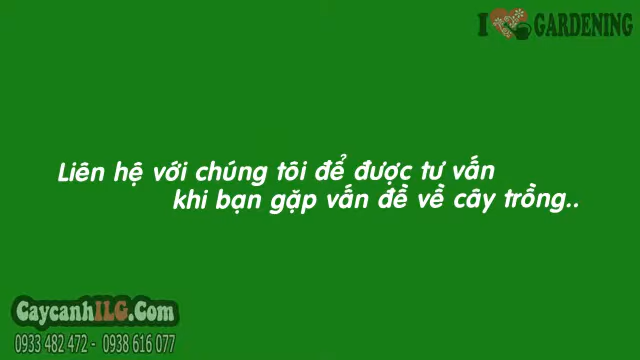 I GARDENING
Liên hệ với chúng tôi để được tư vấn
khi bạn gặp vấn đề về cây trồng..
CaycanhILG.Com
0933 482 472 - 0938 616 077